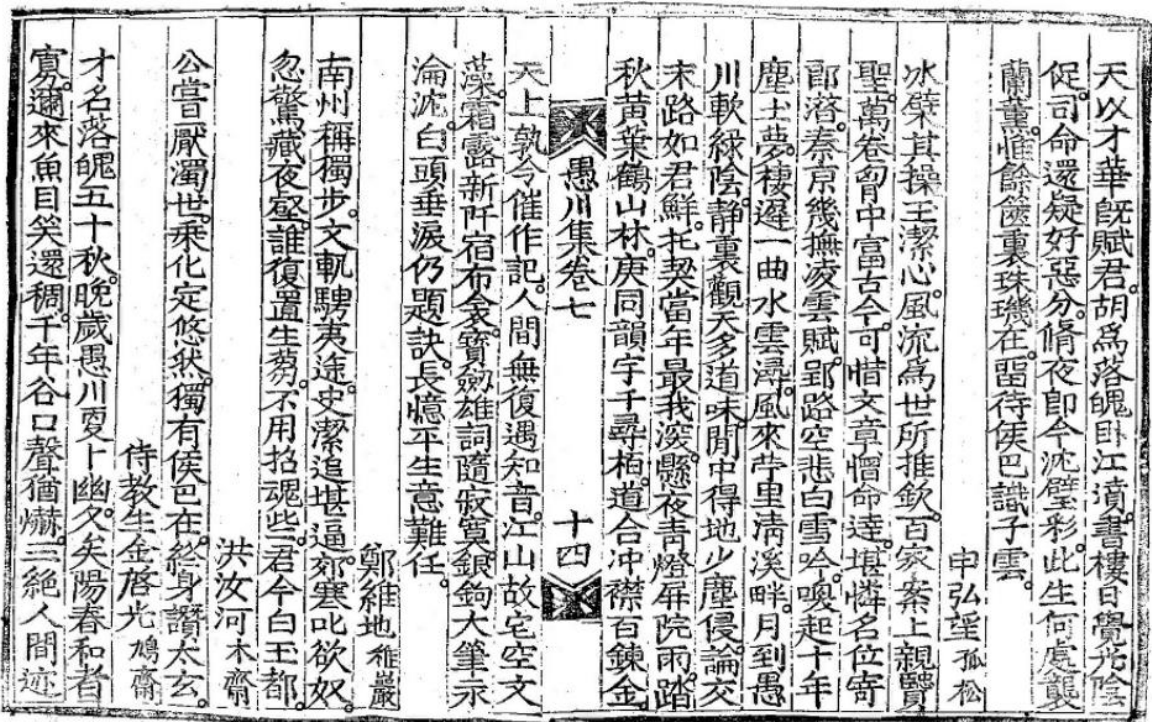 天以才華旣賦君。胡爲落魄卧江濆。書樓日覺光陰
促。司命還疑好惡分。脩夜卽今沈璧彩。此生何處襲
蘭薰。惟餘篋裏珠璣在。留待侯巴識子雲。
申弘望 孤松
冰糵其操玉潔心。風流爲世所推欽。百家案上親賢
聖。萬卷胷中富古今。可惜文章憎命達。堪憐名位寄
郎潛。秦京幾撫凌雲賦。郢路空悲白雪吟。喚起十年
塵土夢。棲遲一曲水雲潯。風來苧里淸溪畔。月到愚
川軟綠陰。靜裏觀天多道味。閒中得地少塵侵。論交
末路如君鮮。托契當年最我深。縣夜靑燈屛院雨。踏
秋黃葉鶴山林。庚同韻宇千尋栢。道合冲襟百鍊金。
愚川集卷七
十四
天上孰令催作記。人間無復遇知音。江山故宅空文
藻。霜露新阡宿布衾。寶劒雄詞隨寂寞。銀鉤大筆永
淪沈。白頭垂淚仍題訣。長憶平生意難任。
鄭維地 稚巖
南州稱獨步。文軌騁夷途。史潔追堪逼。郊寒叱欲奴。
忽驚藏夜壑。誰復置生芻。不用招魂些。君今白玉都。
洪汝河 木齋
公嘗厭濁世。乘化定悠然。獨有侯巴在。終身讚太玄。
侍敎生金啓光 鳩齋
才名落魄五十秋。晚歲愚川更卜幽。久矣陽春和者
寡。邇來魚目笑還稠。千年谷口聲猶爀。三絶人間迹